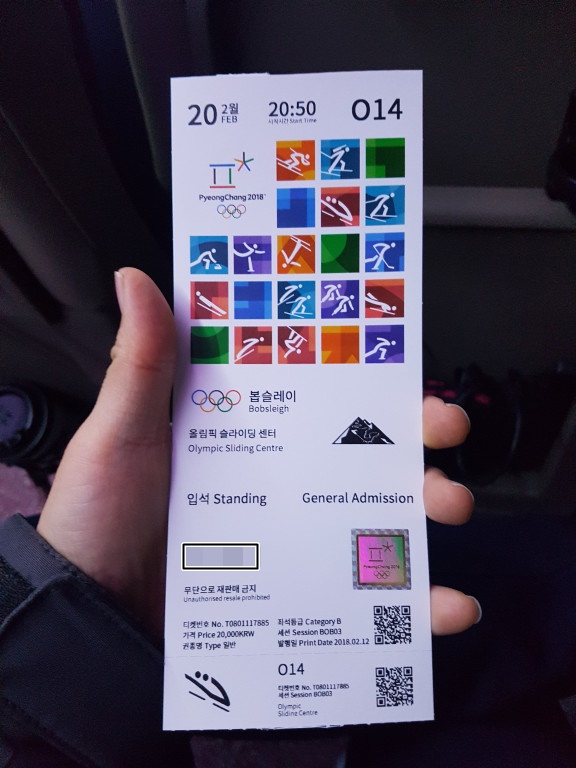 20 2월 FEB
20:50
시작시간 Start Time
O14
PyeongChang 2018
봅슬레이
Bobsleigh
올림픽 슬라이딩 센터
Olympic Sliding Centre
입석 Standing
General Admission
PyeongChang 2018
무단으로 재판매 금지
Unauthorised resale prohibited
티켓번호 No. T0801117885
가격 Price 20,000KRW
권종명 Type 일반
좌석등급 Category B
세션 Session BOB03
발행일 Print Date 2018.02.12
O14
티켓번호 No. T0801117885
세션 Session BOB03
Olympic
Sliding Centre